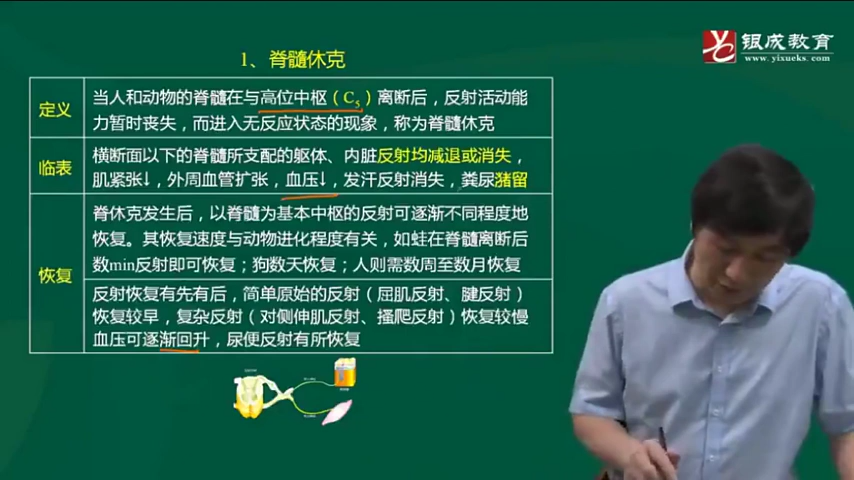 1、脊髓休克
银成教育
www.yixueks.com
定义
当人和动物的脊髓在与高位中枢（C5）离断后，反射活动能
力暂时丧失，而进入无反应状态的现象，称为脊髓休克
临表
横断面以下的脊髓所支配的躯体、内脏反射均减退或消失，
肌紧张↓，外周血管扩张，血压↓，发汗反射消失，粪尿猪留
恢复
脊休克发生后，以脊髓为基本中枢的反射可逐渐不同程度地
恢复。其恢复速度与动物进化程度有关，如蛙在脊髓离断后
数min反射即可恢复；狗数天恢复；人则需数周至数月恢复
反射恢复有先有后，简单原始的反射（屈肌反射、腱反射）
恢复较早，复杂反射（对侧伸肌反射、搔爬反射）恢复较慢
血压可逐渐回升，尿便反射有所恢复